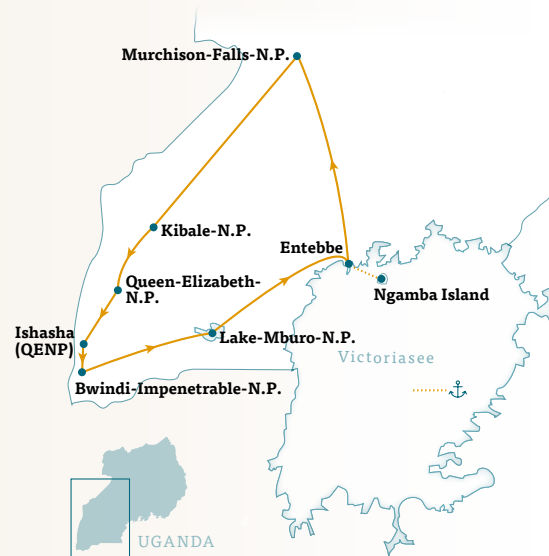 Murchison-Falls-N.P.
Kibale-N.P.
Entebbe
Queen-Elizabeth-
N.P.
Ngamba Island
Ishasha
(QENP)
Lake-Mburo-N.P.
Victoriasee
Bwindi-Impenetrable-N.P.
UGANDA